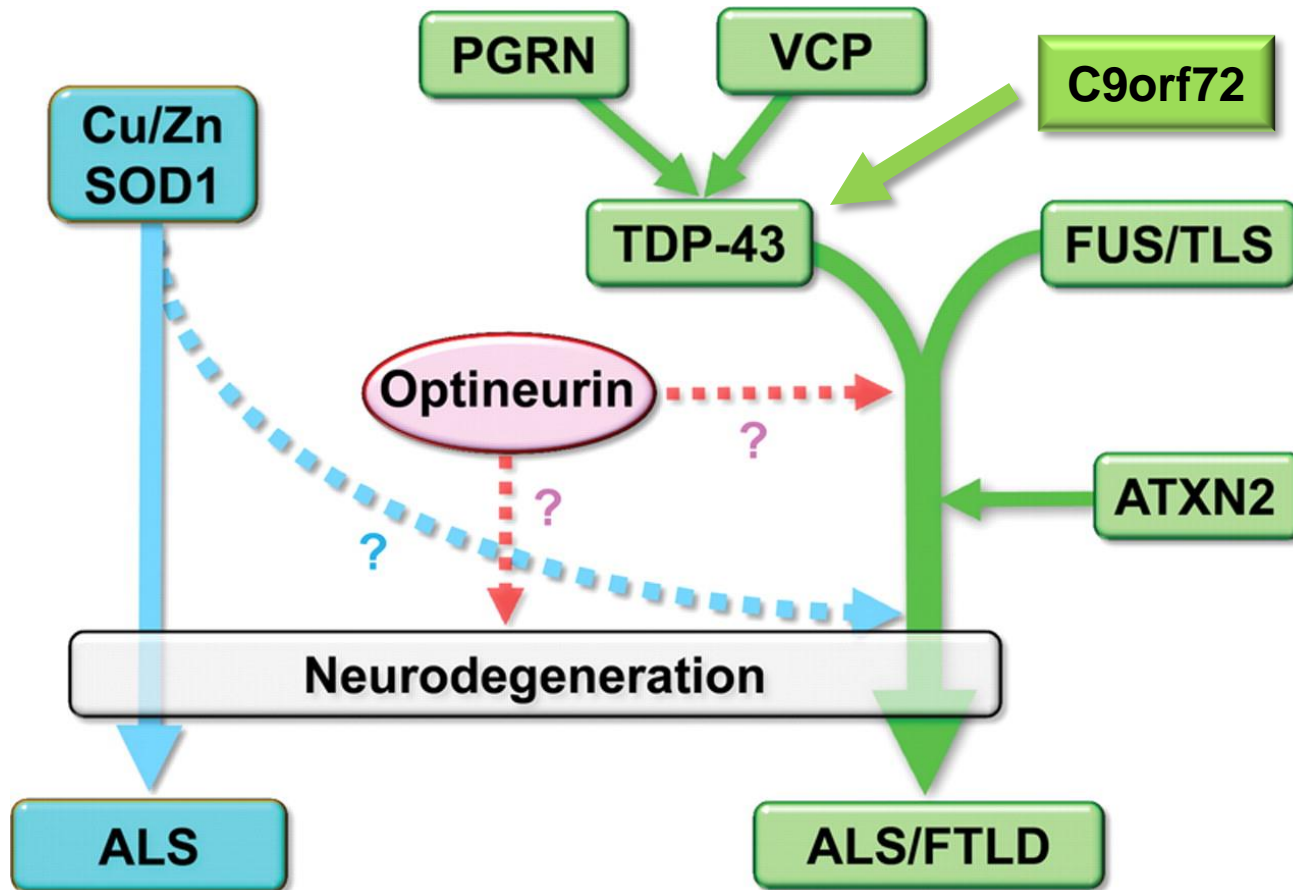 PGRN
VCP
C9orf72
Cu/Zn
SOD1
TDP-43
FUS/TLS
Optineurin
?
?
ATXN2
?
Neurodegeneration
ALS
ALS/FTLD